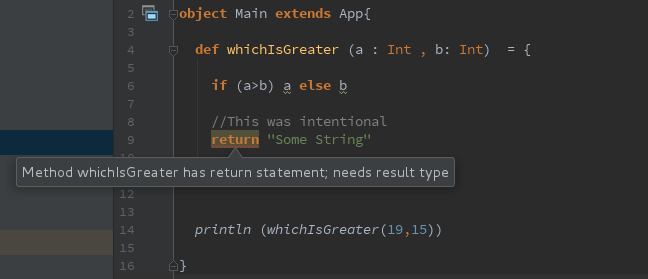 2 object Main extends App{
3
4 def whichIsGreater (a : Int , b: Int) = {
5
6 if (a>b) a else b
7
8 //This was intentional
9 return "Some String"
Method whichIsGreater has return statement; needs result type
12
13
14 println (whichIsGreater(19,15))
15
16 }